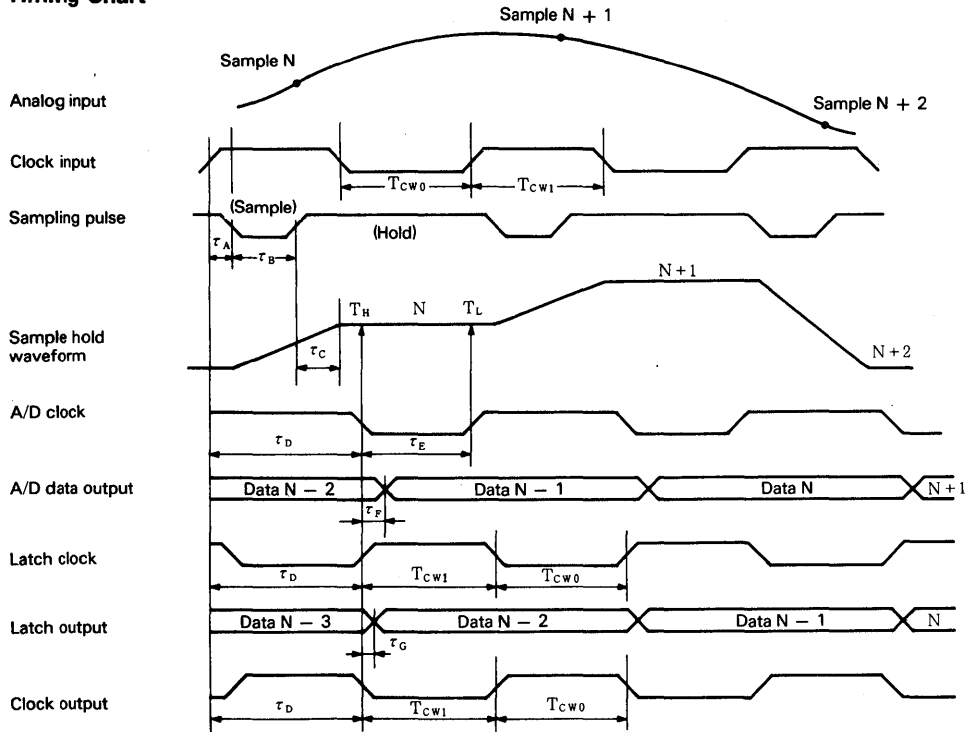 Sample N + 1
Sample N
Analog input
Sample N + 2
Clock input
TCW0
TCW1
Sampling pulse
(Sample)
(Hold)
τA
τB
N+1
TH
N
TL
Sample hold
waveform
τC
N+2
A/D clock
τD
τE
A/D data output
Data N − 2
Data N − 1
Data N
N+1
τF
Latch clock
τD
TCW1
TCW0
Latch output
Data N − 3
Data N − 2
Data N − 1
N
τG
Clock output
τD
TCW1
TCW0